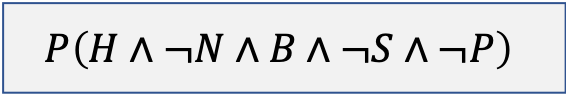 P(H ∧ ¬N ∧ B ∧ ¬S ∧ ¬P)